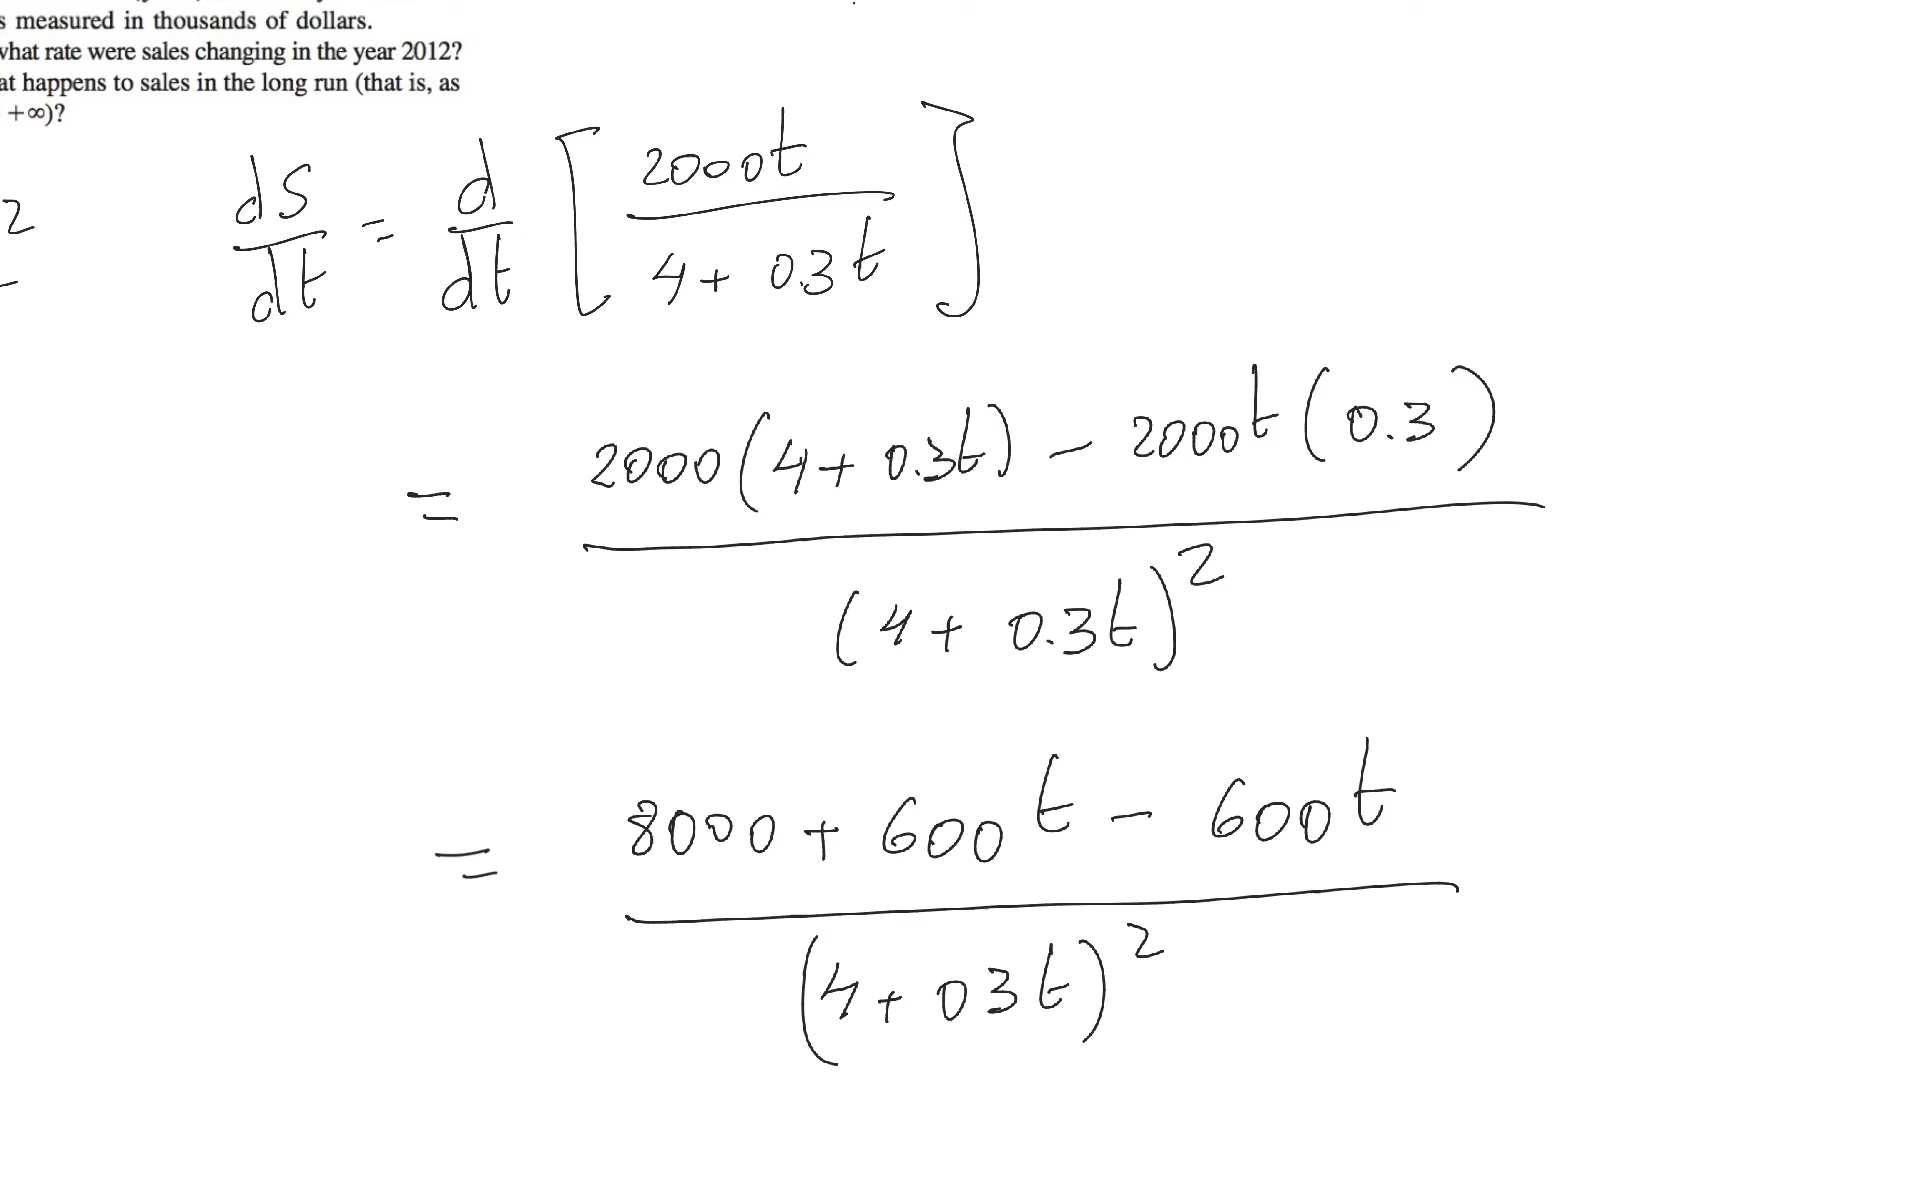 s measured in thousands of dollars.
what rate were sales changing in the year 2012?
at happens to sales in the long run (that is, as
+∞)?
2
dS/dt = d/dt [ 2000t / 4 + 0.3t ]
= 2000(4 + 0.3t) - 2000t(0.3) / (4 + 0.3t)^2
= 8000 + 600t - 600t / (4 + 03t)^2